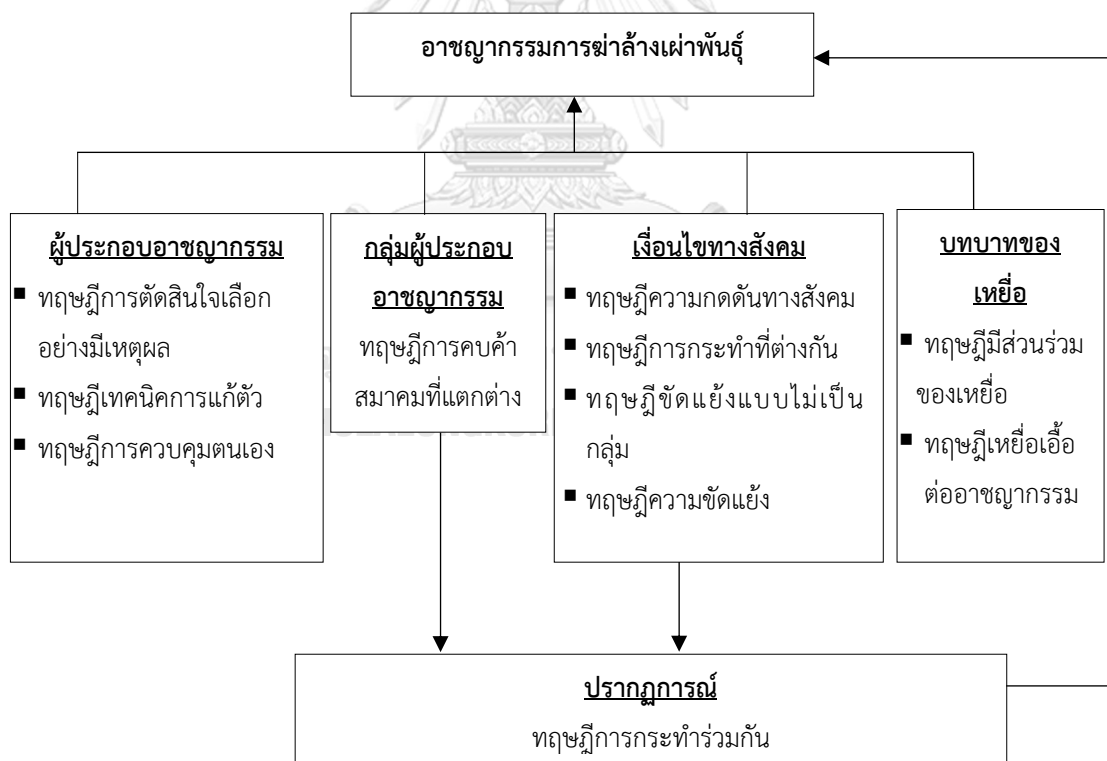 อาชญากรรมการฆ่าล้างเผ่าพันธุ์
ผู้ประกอบอาชญากรรม
■ ทฤษฎีการตัดสินใจเลือก
อย่างมีเหตุผล
■ ทฤษฎีเทคนิคการแก้ตัว
■ ทฤษฎีการควบคุมตนเอง
กลุ่มผู้ประกอบ
อาชญากรรม
ทฤษฎีการคบค้า
สมาคมที่แตกต่าง
เงื่อนไขทางสังคม
■ ทฤษฎีความกดดันทางสังคม
■ ทฤษฎีการกระทำที่ต่างกัน
■ ทฤษฎีขัดแย้งแบบไม่เป็น
กลุ่ม
■ ทฤษฎีความขัดแย้ง
บทบาทของ
เหยื่อ
■ ทฤษฎีมีส่วนร่วม
ของเหยื่อ
■ ทฤษฎีเหยื่อเอื้อ
ต่ออาชญากรรม
ปรากฏการณ์
ทฤษฎีการกระทำร่วมกัน